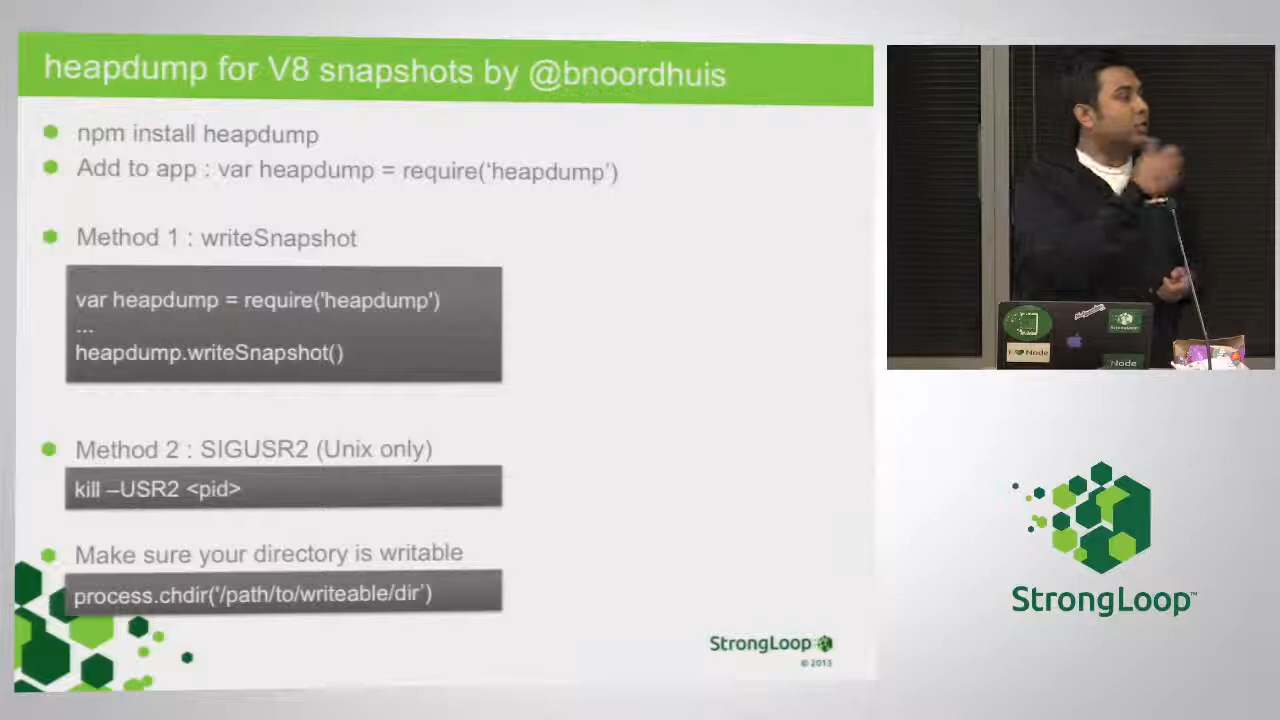 heapdump for V8 snapshots by @bnoordhuis
npm install heapdump
Add to app : var heapdump = require(‘heapdump’)
Method 1 : writeSnapshot
var heapdump = require('heapdump')
...
heapdump.writeSnapshot()
Method 2 : SIGUSR2 (Unix only)
kill –USR2 <pid>
Make sure your directory is writable
process.chdir('/path/to/writeable/dir')
StrongLoop
© 2013
StrongLoop
I ♥ Node
Node
StrongLoop™